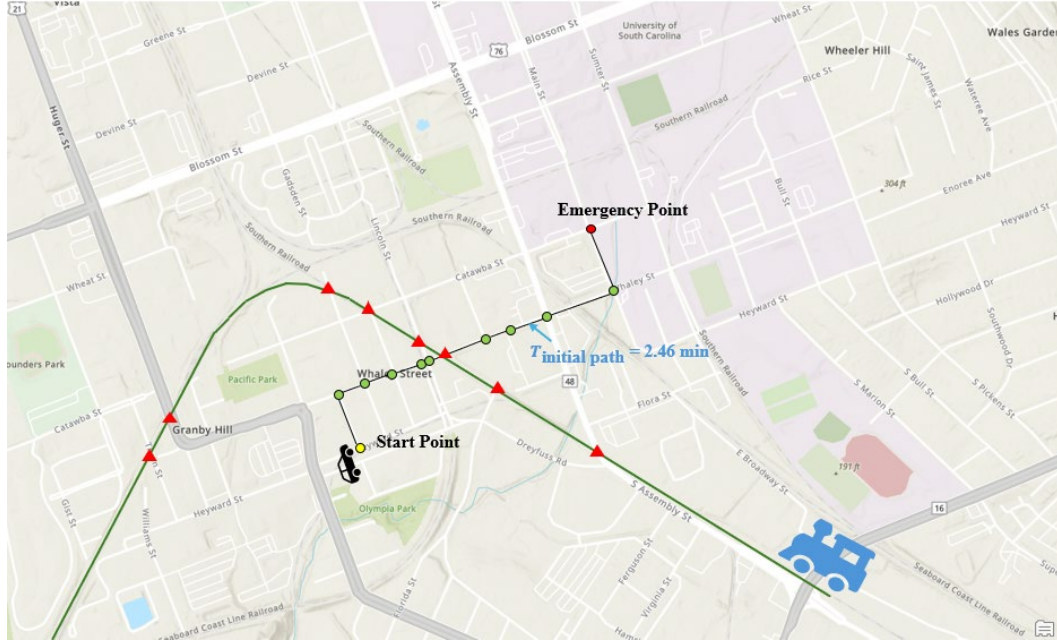 21
Vista
Greene St
Devine St
Devine St
Huger St
Blossom St
Blossom St
76
Assembly St
Main St
Sumter St
University of
South Carolina
Wheat St
Rice St
Wheeler Hill
Wales Garden
Saint James St
Wateree Ave
Southern Railroad
Southern Railroad
Gadsden St
Lincoln St
Southern Railroad
Southern Railroad
Bull St
304 ft
Enoree Ave
Heyward St
Emergency Point
Catawba St
Whaley St
Heyward St
Hollywood Dr
Southwood Dr
Wheat St
Pacific Park
Whaley Street
T initial path = 2.46 min
48
Southern Railroad
S Marion St
S Bull St
S Pickens St
Catawba St
Granby Hill
Start Point
Flora St
Dreyfuss Rd
E Broadway St
191 ft
Gist St
Williams St
Heyward St
Olympia Park
S Assembly St
16
Ferguson St
Virginia St
Florida St
Seaboard Coast Line Railroad
Seaboard Coast Line Railroad